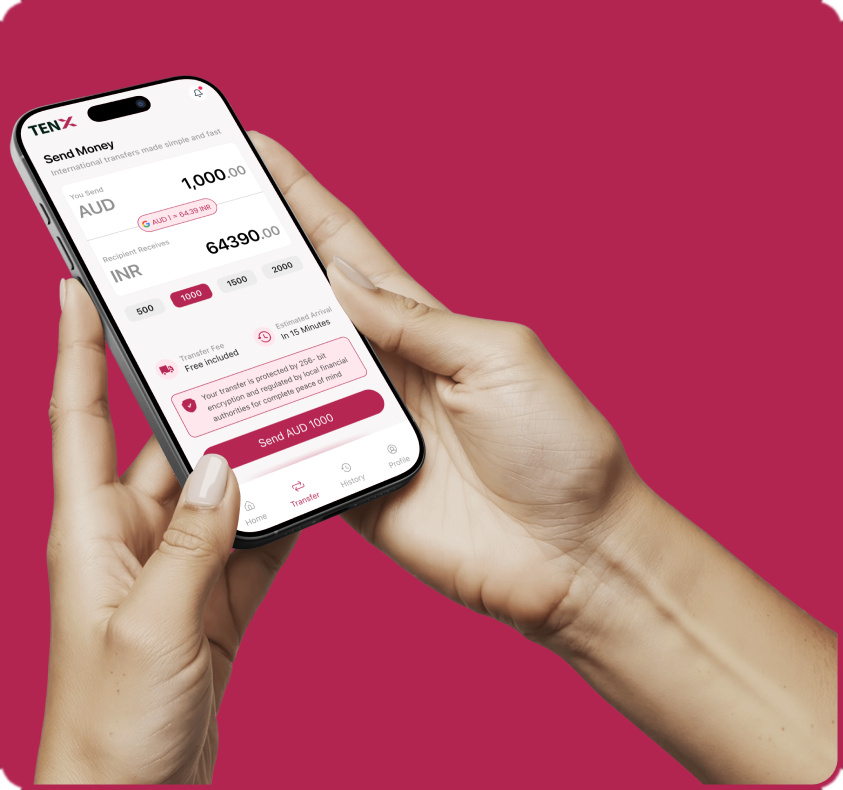 TENX
Send Money
International transfers made simple and fast
You Send
AUD 1,000.00
AUD 1 = 64.39 INR
Recipient Receives
INR 64390.00
500 1000 1500 2000
Transfer Fee
Free included
Estimated Arrival
In 15 Minutes
Your transfer is protected by 256- bit
encryption and regulated by local financial
authorities for complete peace of mind
Send AUD 1000
Home Transfer History Profile